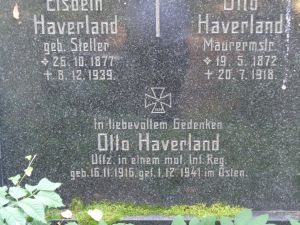 Elsbeth
Haverland
geb. Steller
* 25.10.1877
+ 8.12.1939.
Otto
Haverland
Maurermstr.
* 19.5.1872
+ 20.7.1918.
In liebevollem Gedenken
Otto Haverland
Uffz. in einem mot. Inf. Reg.
geb. 16.11.1916, gef. 1.12.1941 im Osten.